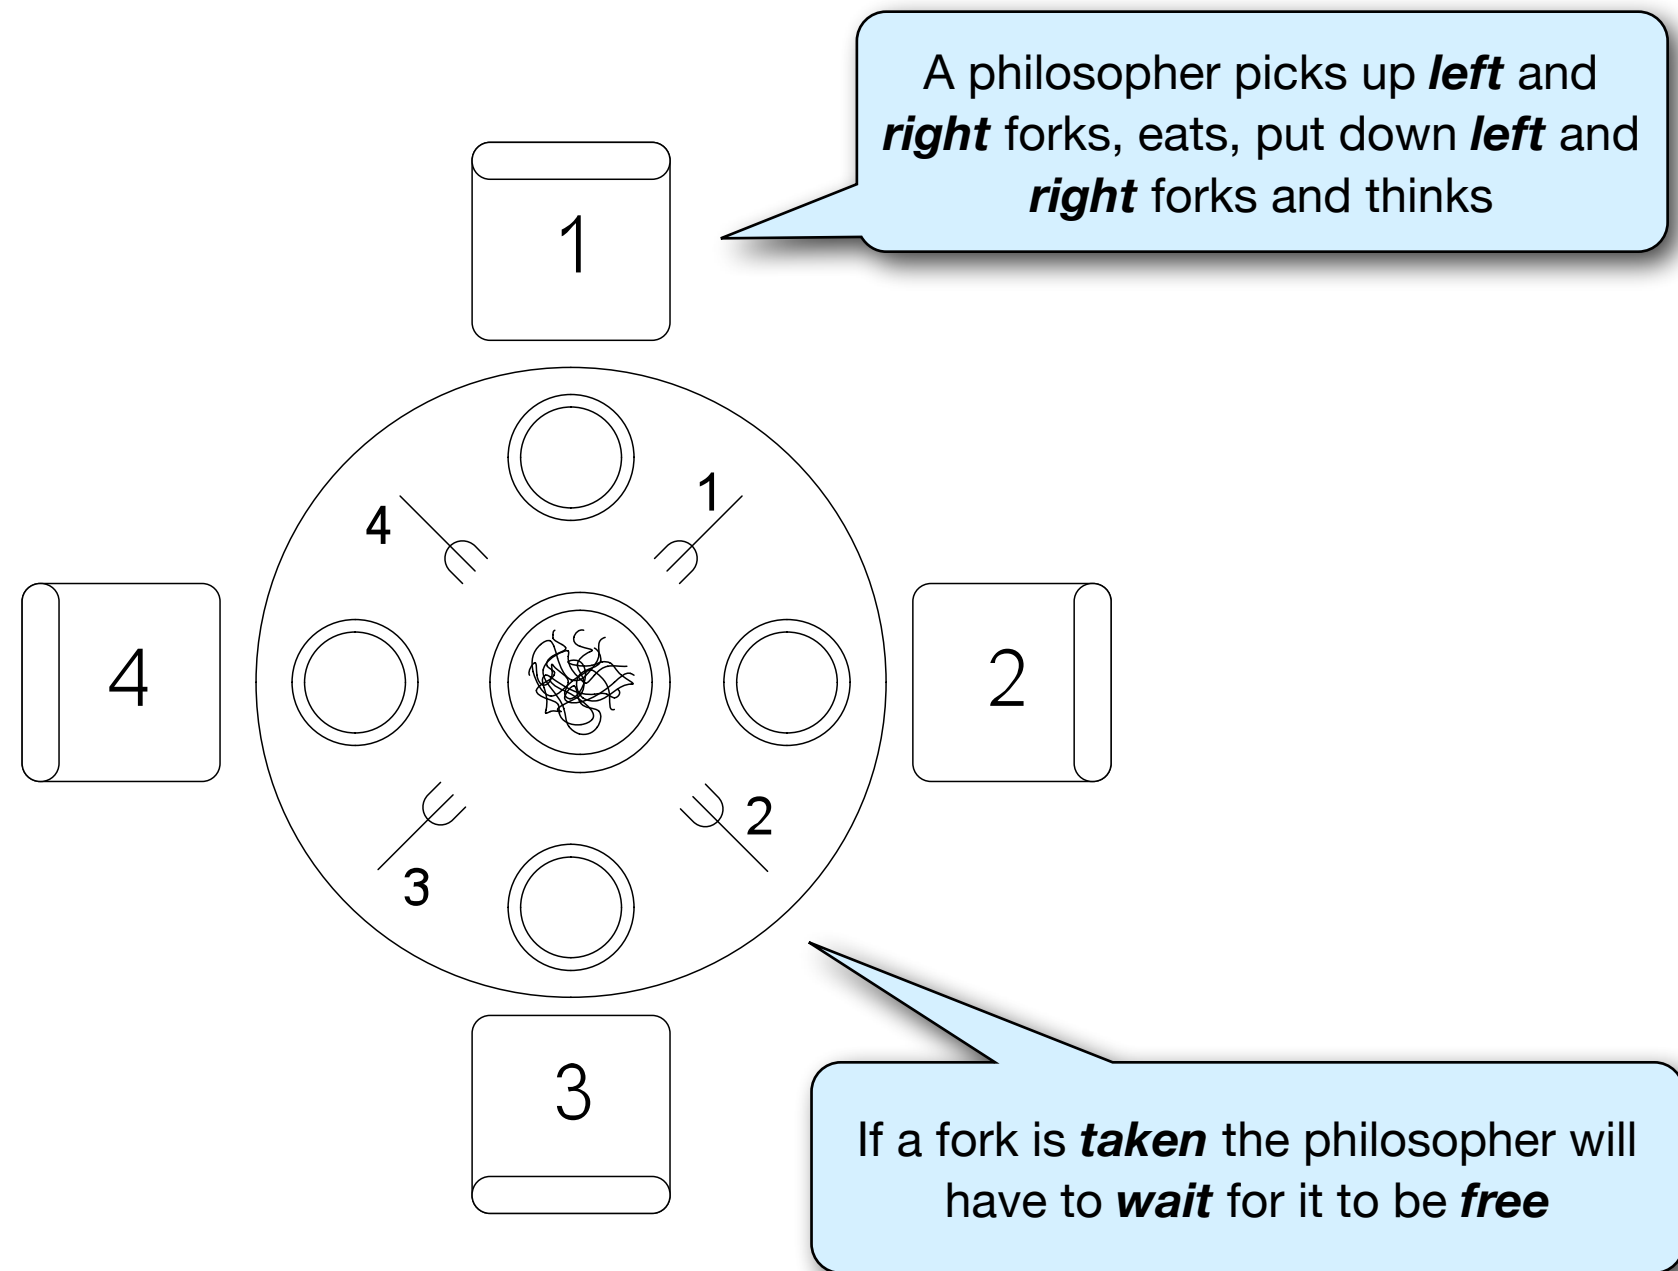 A philosopher picks up left and
right forks, eats, put down left and
right forks and thinks
1
4
1
4
2
2
3
3
If a fork is taken the philosopher will
have to wait for it to be free